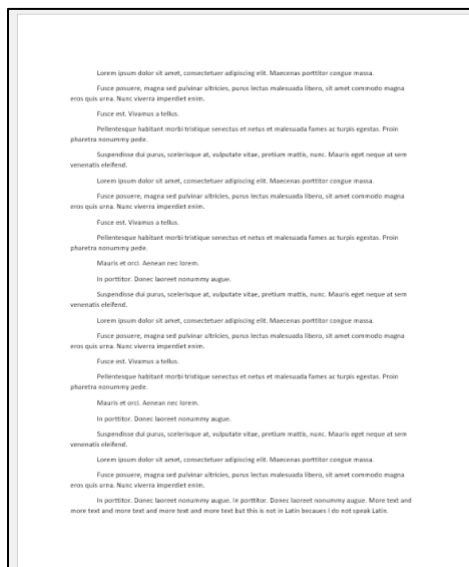 Lorem ipsum dolor sit amet, consectetuer adipiscing elit. Maecenas porttitor congue massa.
Fusce posuere, magna sed pulvinar ultricies, purus lectus malesuada libero, sit amet commodo magna
eros quis urna. Nunc viverra imperdiet enim.
Fusce est. Vivamus a tellus.
Pellentesque habitant morbi tristique senectus et netus et malesuada fames ac turpis egestas. Proin
pharetra nonummy pede.
Suspendisse dui purus, scelerisque at, vulputate vitae, pretium mattis, nunc. Mauris eget neque at sem
venenatis eleifend.
Lorem ipsum dolor sit amet, consectetuer adipiscing elit. Maecenas porttitor congue massa.
Fusce posuere, magna sed pulvinar ultricies, purus lectus malesuada libero, sit amet commodo magna
eros quis urna. Nunc viverra imperdiet enim.
Fusce est. Vivamus a tellus.
Pellentesque habitant morbi tristique senectus et netus et malesuada fames ac turpis egestas. Proin
pharetra nonummy pede.
Mauris et orci. Aenean nec lorem.
In porttitor. Donec laoreet nonummy augue.
Suspendisse dui purus, scelerisque at, vulputate vitae, pretium mattis, nunc. Mauris eget neque at sem
venenatis eleifend.
Lorem ipsum dolor sit amet, consectetuer adipiscing elit. Maecenas porttitor congue massa.
Fusce posuere, magna sed pulvinar ultricies, purus lectus malesuada libero, sit amet commodo magna
eros quis urna. Nunc viverra imperdiet enim.
Fusce est. Vivamus a tellus.
Pellentesque habitant morbi tristique senectus et netus et malesuada fames ac turpis egestas. Proin
pharetra nonummy pede.
Mauris et orci. Aenean nec lorem.
In porttitor. Donec laoreet nonummy augue.
Suspendisse dui purus, scelerisque at, vulputate vitae, pretium mattis, nunc. Mauris eget neque at sem
venenatis eleifend.
Lorem ipsum dolor sit amet, consectetuer adipiscing elit. Maecenas porttitor congue massa.
Fusce posuere, magna sed pulvinar ultricies, purus lectus malesuada libero, sit amet commodo magna
eros quis urna. Nunc viverra imperdiet enim.
In porttitor. Donec laoreet nonummy augue. In porttitor. Donec laoreet nonummy augue. More text and
more text and more text and more text and more text but this is not in Latin becaues I do not speak Latin.